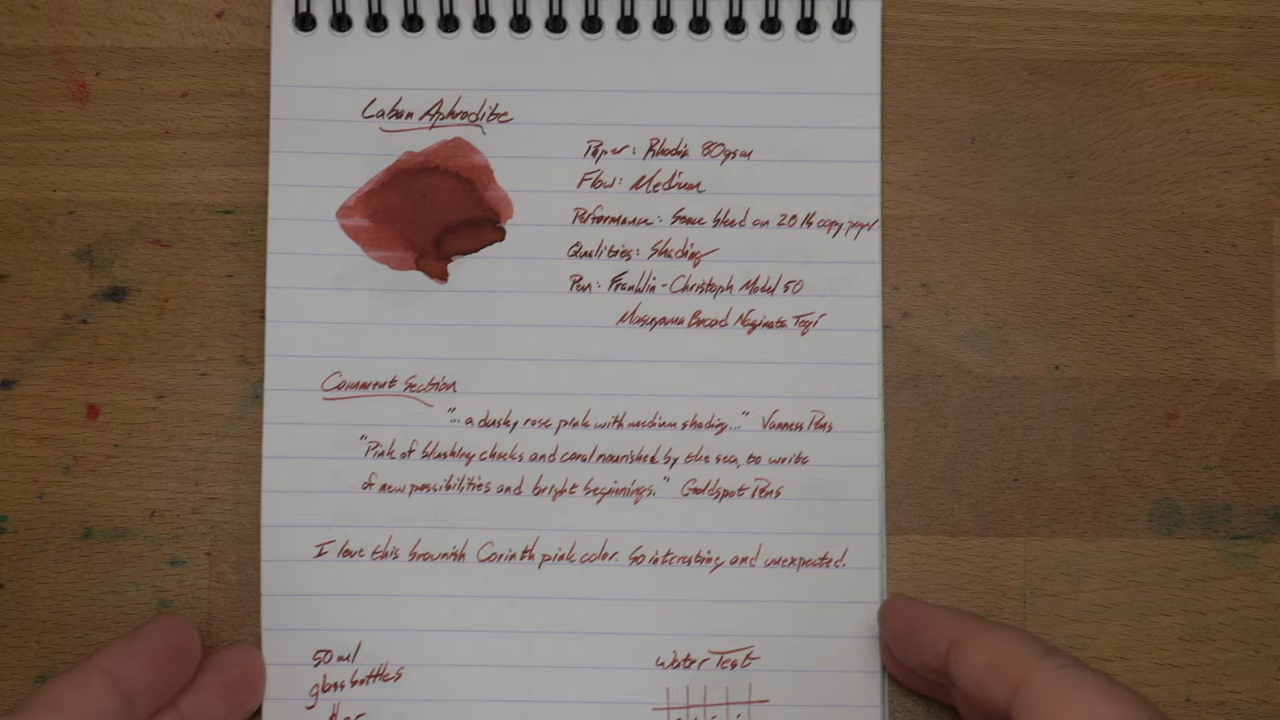 Laban Aphrodite
Paper: Rhodia 80gsm
Flow: Medium
Performance: Some bleed on 20 lb copy paper
Qualities: Shading
Pen: Franklin-Christoph Model 50
Masuyama Broad Naginata Togi
Comment Section
"... a dusky rose pink with medium shading..." Vanness Pens
"Pink of blushing cheeks and coral nourished by the sea, to write
of new possibilities and bright beginnings." Goldspot Pens
I love this brownish Corinth pink color. So interesting and unexpected.
50 ml
glass bottles
Water Test